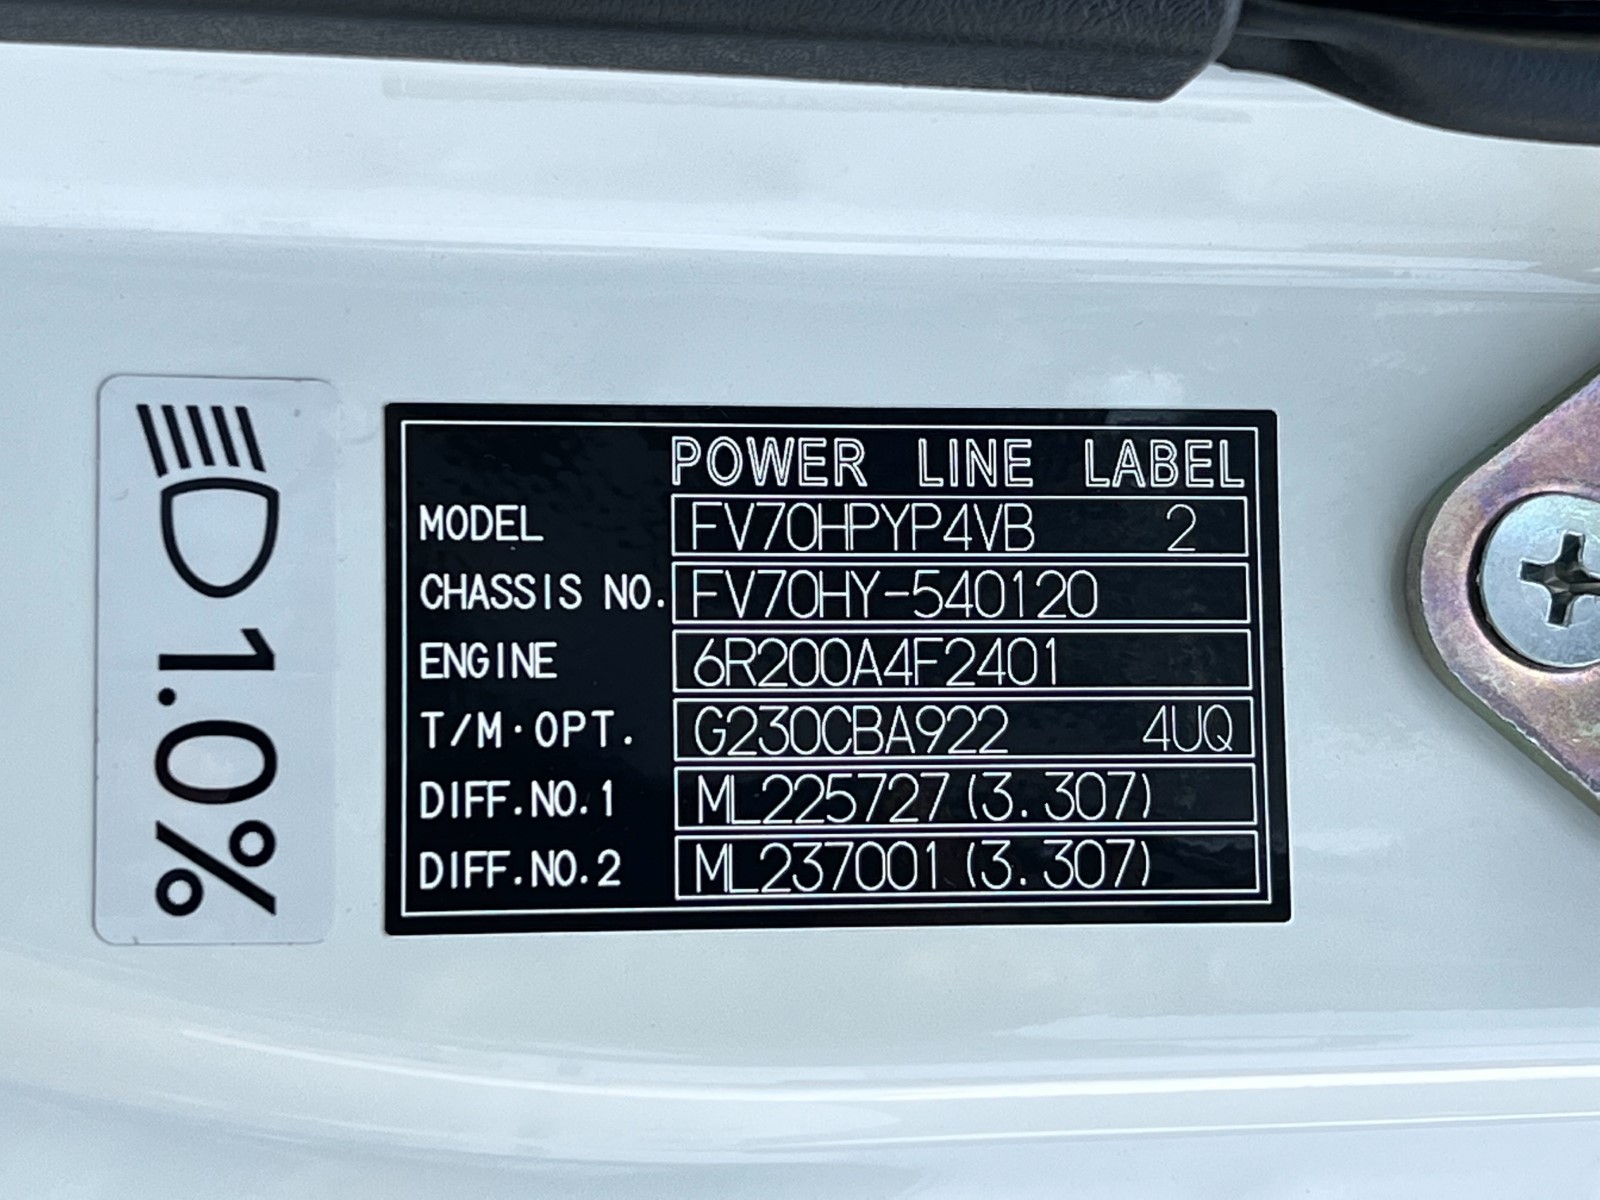 1.0%
POWER LINE LABEL
MODEL FV70HPYP4VB 2
CHASSIS NO. FV70HY-540120
ENGINE 6R200A4F2401
T/M·OPT. G230CBA922 4UQ
DIFF.NO.1 ML225727(3.307)
DIFF.NO.2 ML237001(3.307)